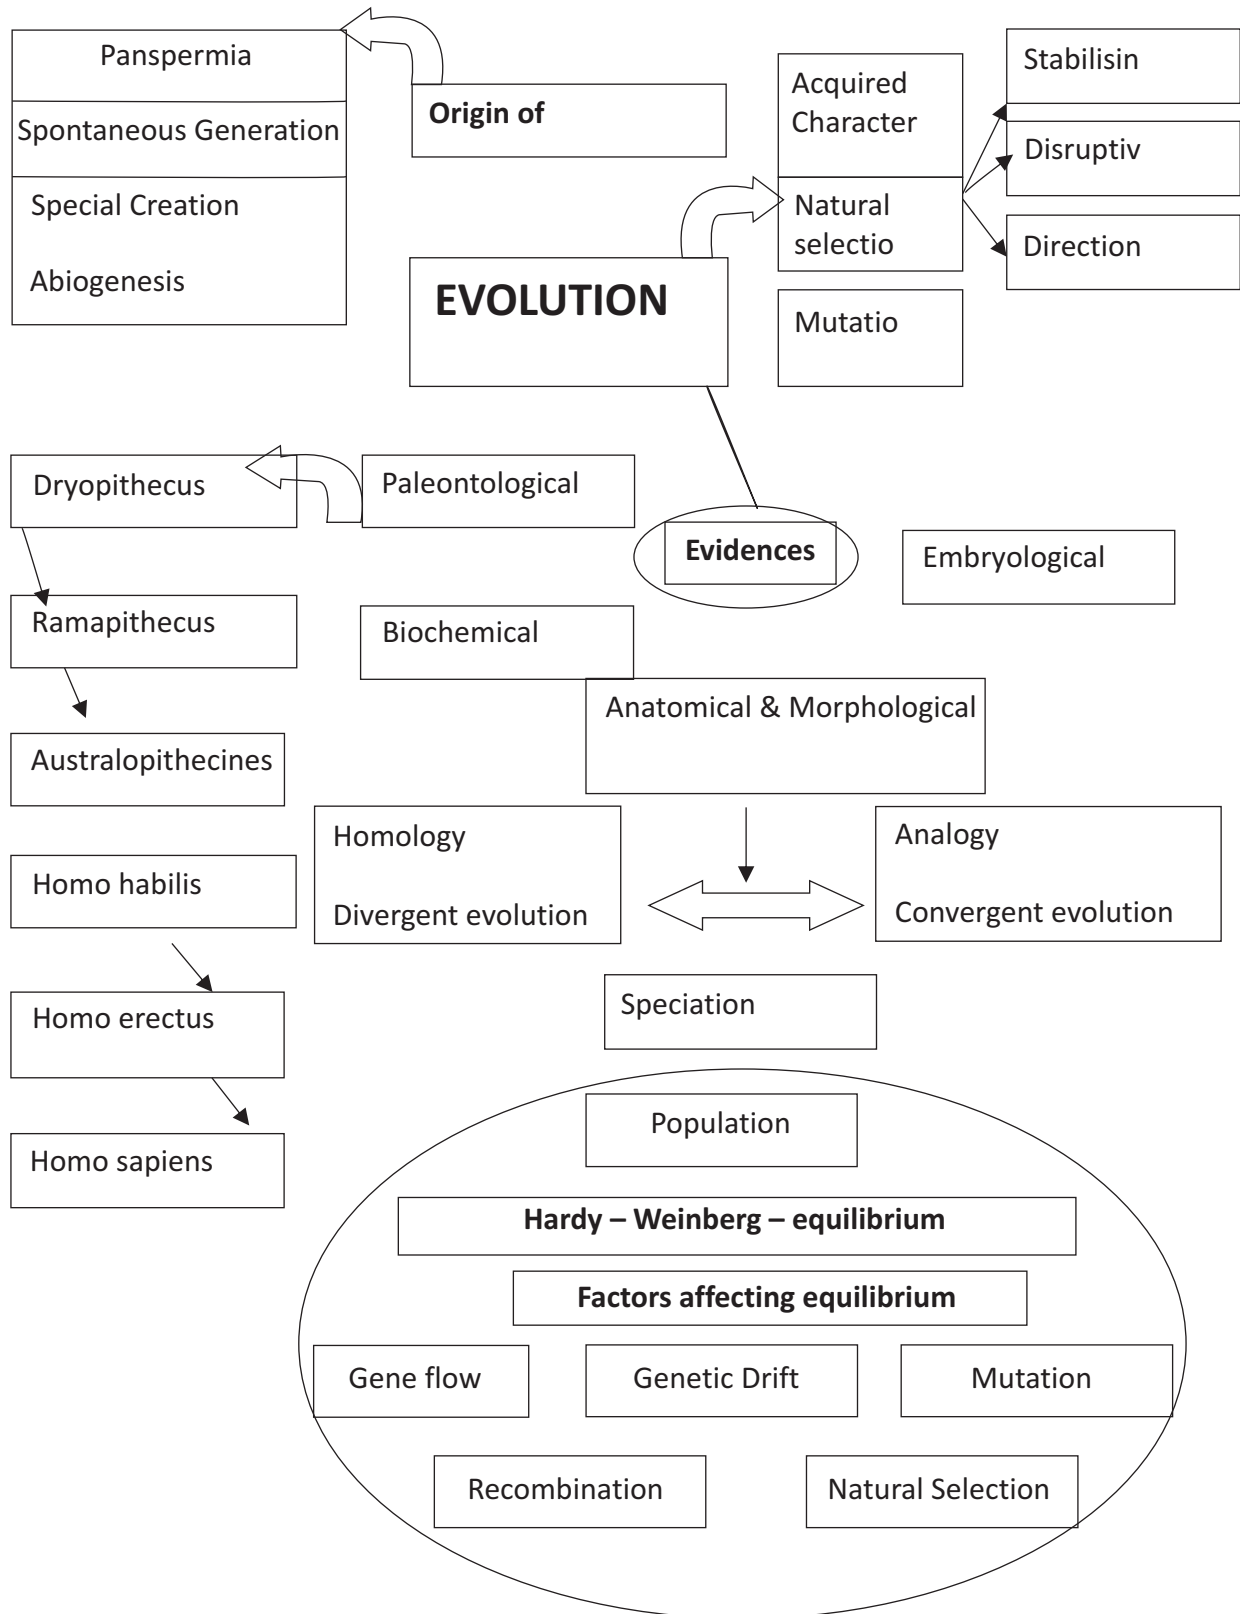 Panspermia
Spontaneous Generation
Special Creation
Abiogenesis
Origin of
Acquired
Character
Natural
selectio
Mutatio
Stabilisin
Disruptiv
Direction
EVOLUTION
Dryopithecus
Paleontological
Evidences
Embryological
Ramapithecus
Biochemical
Anatomical & Morphological
Australopithecines
Homology
Divergent evolution
Analogy
Convergent evolution
Homo habilis
Speciation
Homo erectus
Population
Homo sapiens
Hardy – Weinberg – equilibrium
Factors affecting equilibrium
Gene flow
Genetic Drift
Mutation
Recombination
Natural Selection